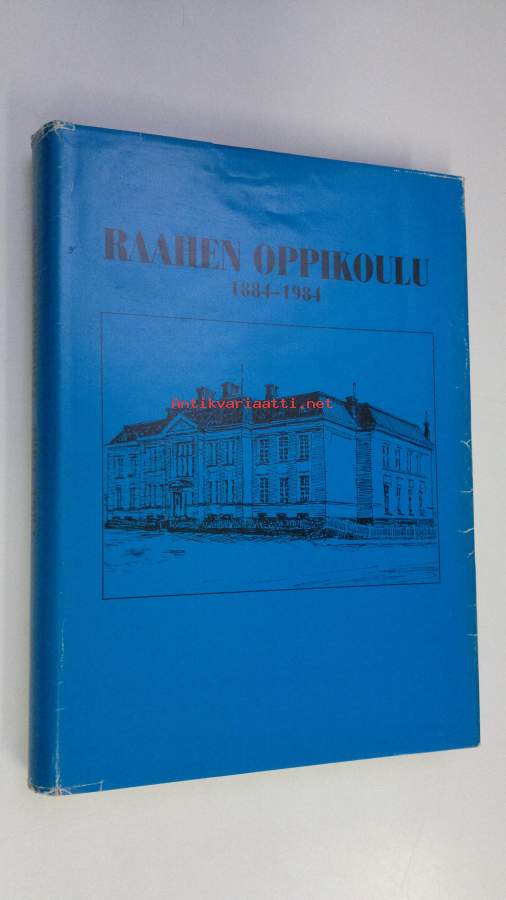 RAAHEN OPPIKOULU
1884-1984
Antikvariaatti.net